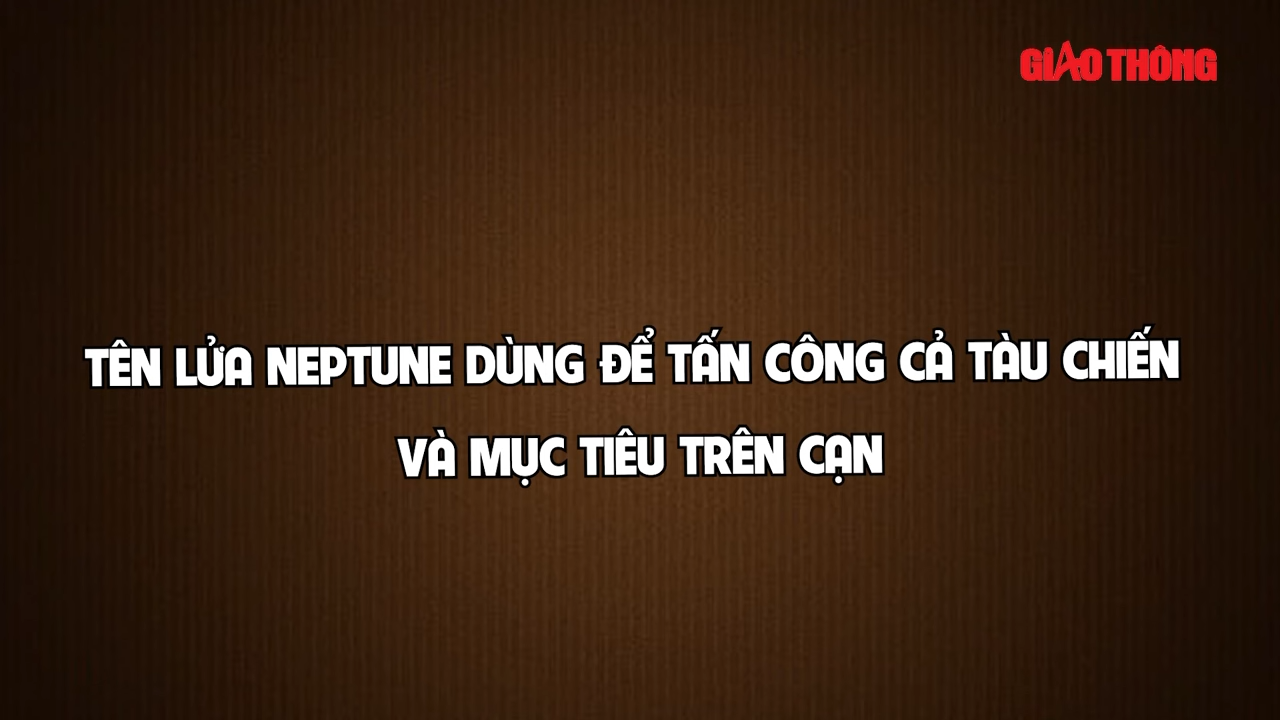 GIAO THÔNG
TÊN LỬA NEPTUNE DÙNG ĐỂ TẤN CÔNG CẢ TÀU CHIẾN
VÀ MỤC TIÊU TRÊN CẠN